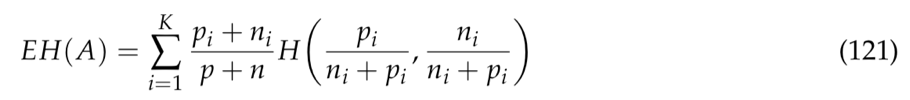 EH(A) = \sum_{i=1}^{K} \frac{p_i + n_i}{p + n} H\left( \frac{p_i}{n_i + p_i}, \frac{n_i}{n_i + p_i} \right) (121)